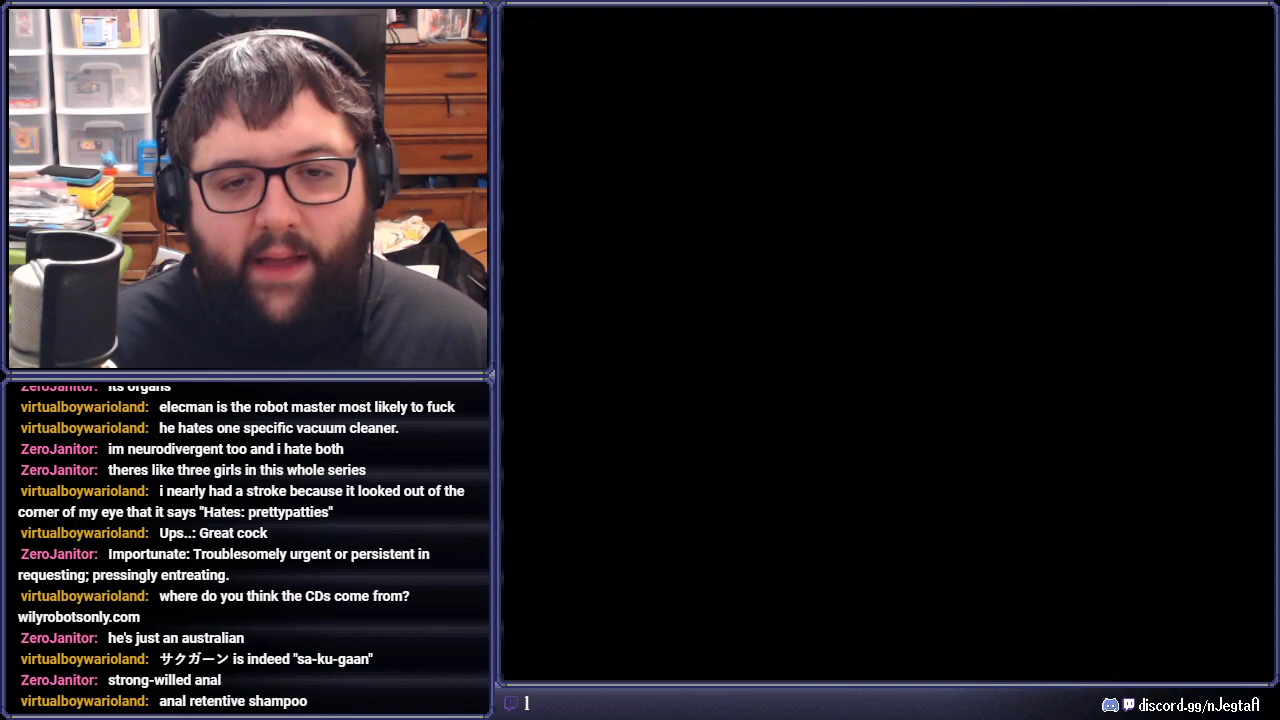 ZeroJanitor: its organs
virtualboywarioland: elecman is the robot master most likely to fuck
virtualboywarioland: he hates one specific vacuum cleaner.
ZeroJanitor: im neurodivergent too and i hate both
ZeroJanitor: theres like three girls in this whole series
virtualboywarioland: i nearly had a stroke because it looked out of the
corner of my eye that it says "Hates: prettypatties"
virtualboywarioland: Ups..: Great cock
ZeroJanitor: Importunate: Troublesomely urgent or persistent in
requesting; pressingly entreating.
virtualboywarioland: where do you think the CDs come from?
wilyrobotsonly.com
ZeroJanitor: he's just an australian
virtualboywarioland: サクガーン is indeed "sa-ku-gaan"
ZeroJanitor: strong-willed anal
virtualboywarioland: anal retentive shampoo
1
discord.gg/nJegtaA